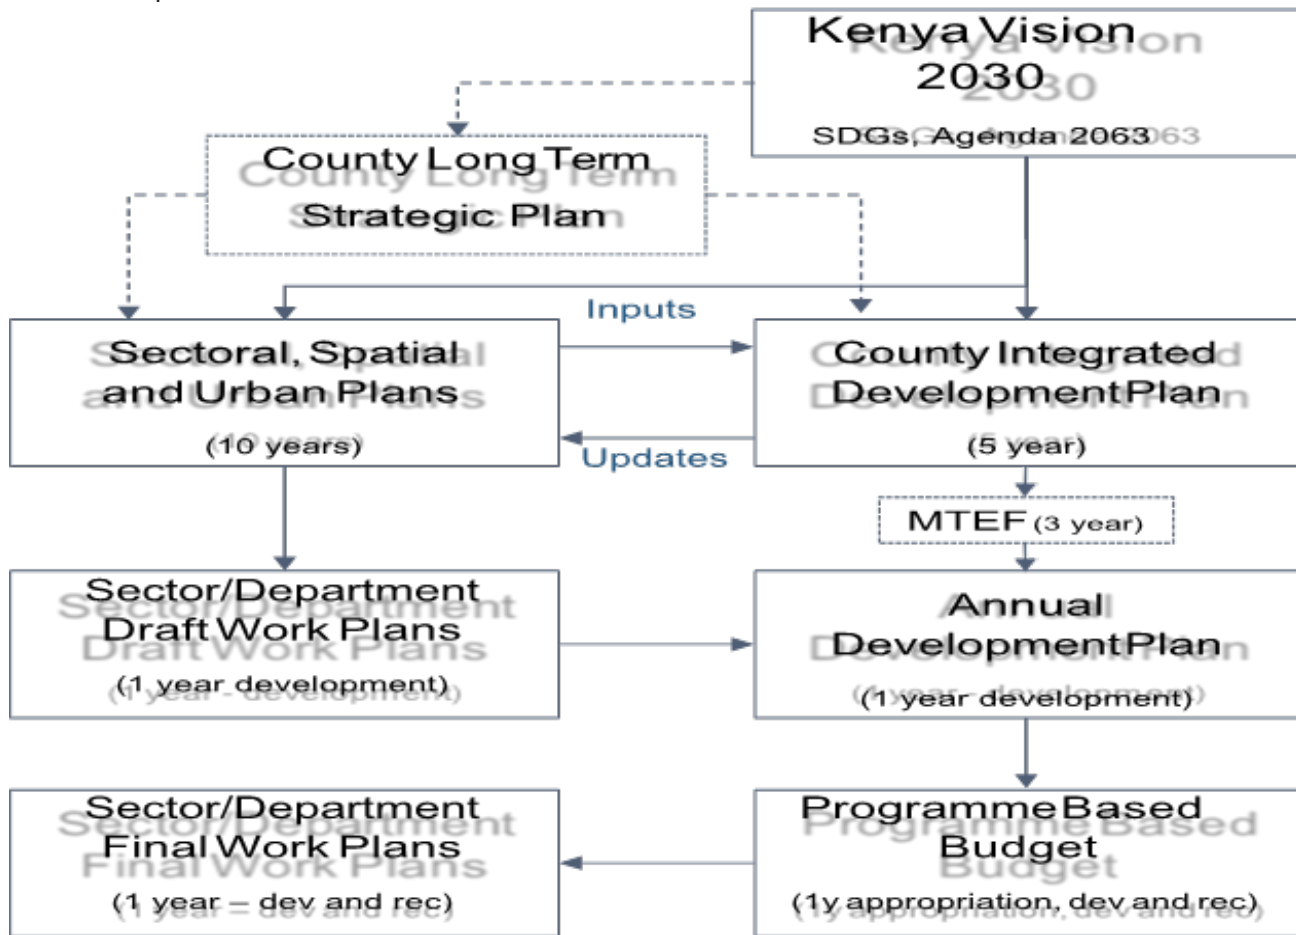 Kenya Vision
2030
SDGs, Agenda 2063
County Long Term
Strategic Plan
Inputs
Sectoral, Spatial
and Urban Plans
(10 years)
County Integrated
Development Plan
(5 year)
Updates
MTEF (3 year)
Sector/Department
Draft Work Plans
(1 year development)
Annual
Development Plan
(1 year development)
Sector/Department
Final Work Plans
(1 year – dev and rec)
Programme Based
Budget
(1y appropriation, dev and rec)